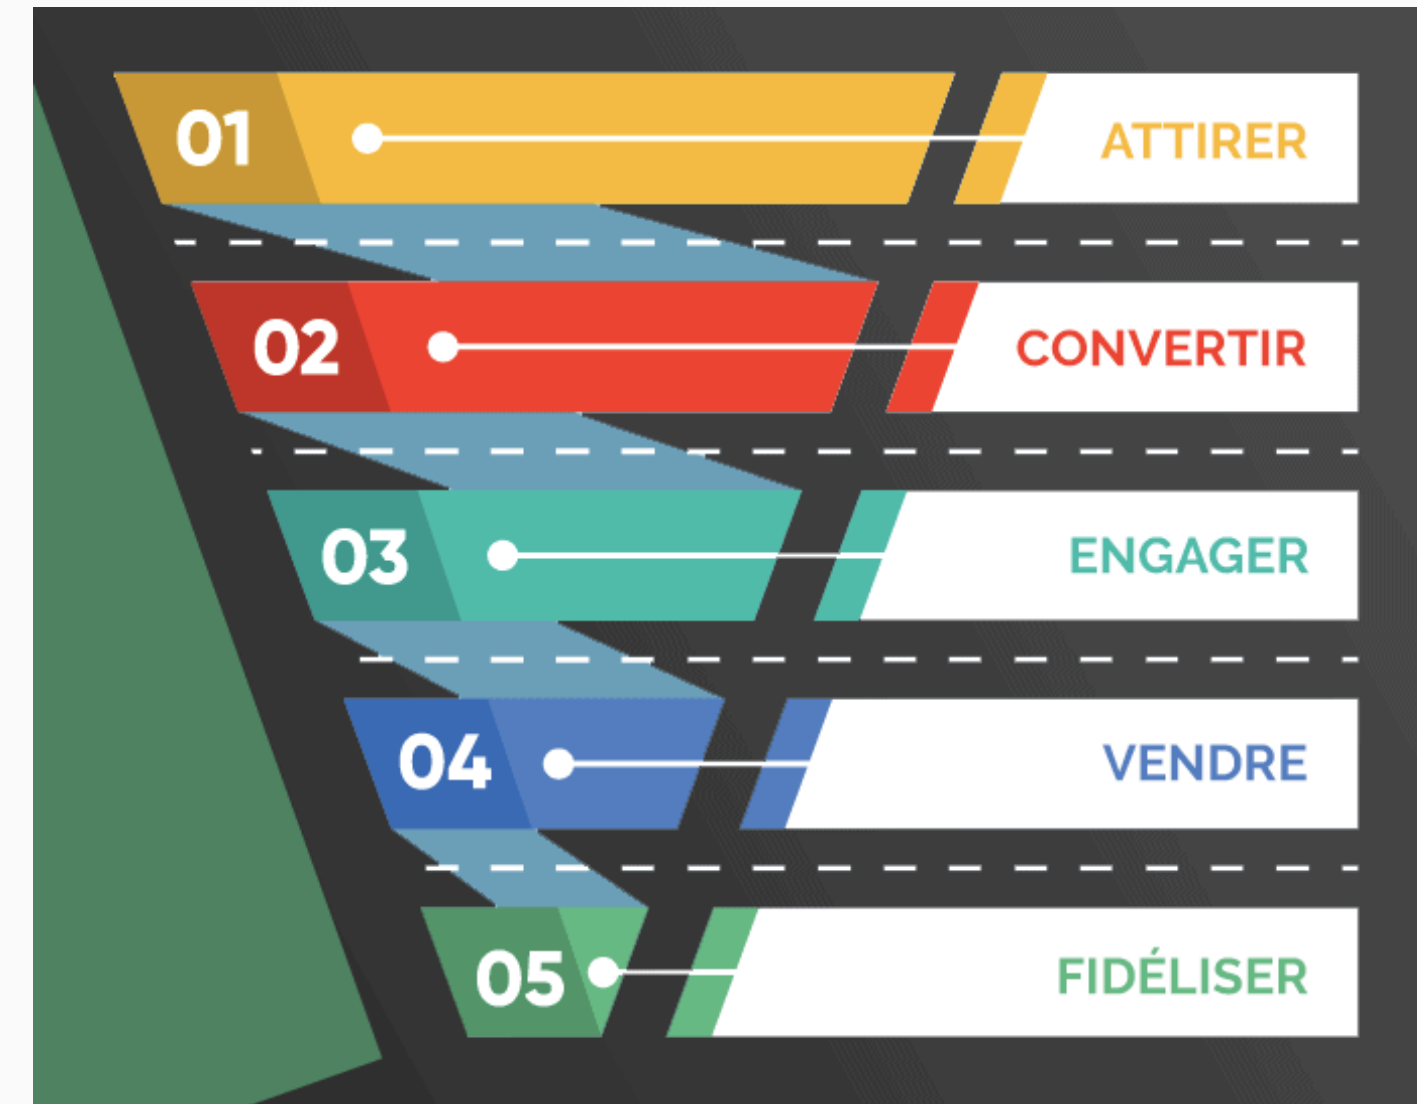 01
ATTIRER
02
CONVERTIR
03
ENGAGER
04
VENDRE
05
FIDÉLISER